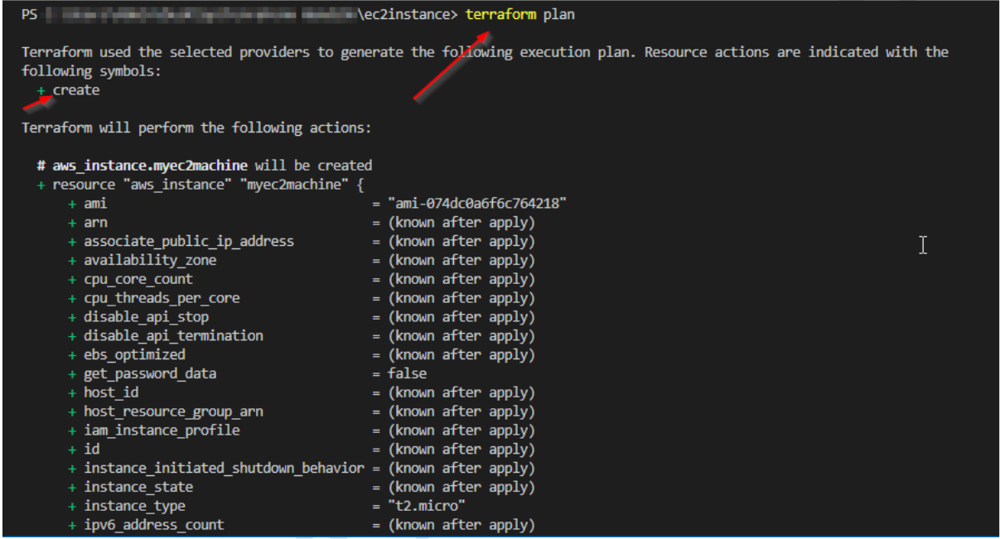 PS \ec2instance> terraform plan
Terraform used the selected providers to generate the following execution plan. Resource actions are indicated with the
following symbols:
+ create
Terraform will perform the following actions:
# aws_instance.myec2machine will be created
+ resource "aws_instance" "myec2machine" {
+ ami = "ami-074dc0a6f6c764218"
+ arn = (known after apply)
+ associate_public_ip_address = (known after apply)
+ availability_zone = (known after apply)
+ cpu_core_count = (known after apply)
+ cpu_threads_per_core = (known after apply)
+ disable_api_stop = (known after apply)
+ disable_api_termination = (known after apply)
+ ebs_optimized = (known after apply)
+ get_password_data = false
+ host_id = (known after apply)
+ host_resource_group_arn = (known after apply)
+ iam_instance_profile = (known after apply)
+ id = (known after apply)
+ instance_initiated_shutdown_behavior = (known after apply)
+ instance_state = (known after apply)
+ instance_type = "t2.micro"
+ ipv6_address_count = (known after apply)